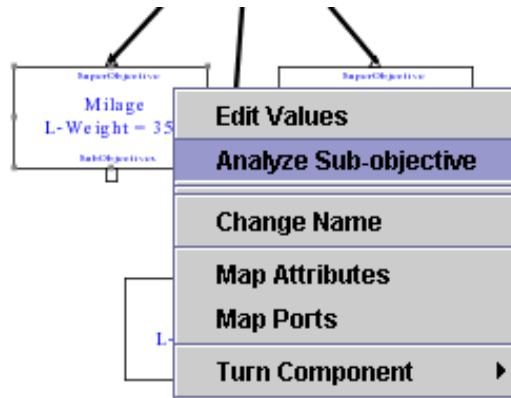 SuperObjective
SuperObjective
Milage
L-Weight = 35
SubObjectives
Edit Values
Analyze Sub-objective
Change Name
Map Attributes
Map Ports
L-
Turn Component